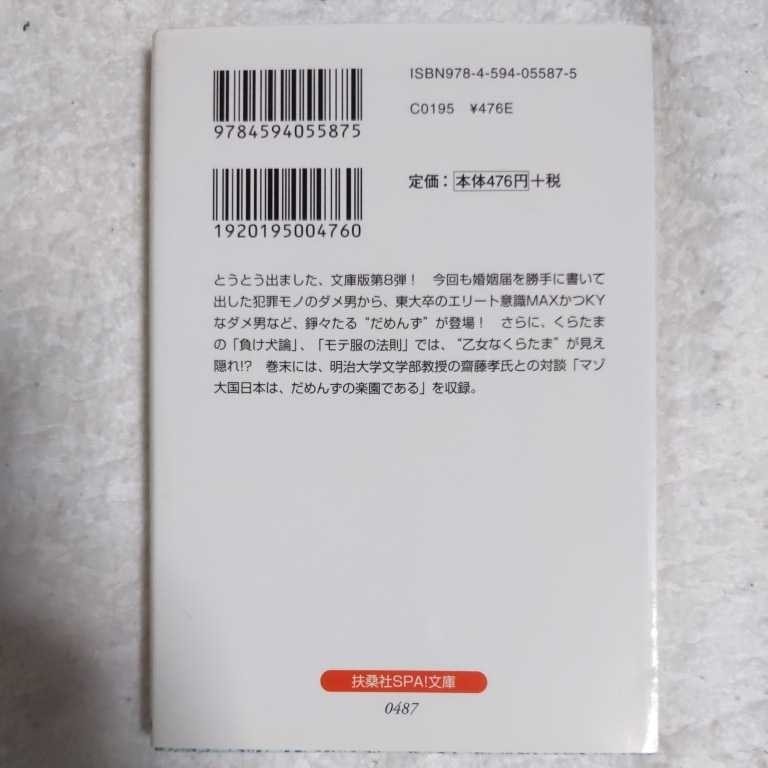 ISBN978-4-594-05587-5
C0195 ¥476E
9784594055875
定価：本体476円+税
1920195004760
とうとう出ました、文庫版第8弾！　今回も婚姻届を勝手に書いて
出した犯罪モノのダメ男から、東大卒のエリート意識MAXかつKY
なダメ男など、錚々たる“だめんず”が登場！　さらに、くらたま
の「負け犬論」、「モテ服の法則」では、“乙女なくらたま”が見え
隠れ!?　巻末には、明治大学文学部教授の齋藤孝氏との対談「マゾ
大国日本は、だめんずの楽園である」を収録。
扶桑社SPA!文庫
0487